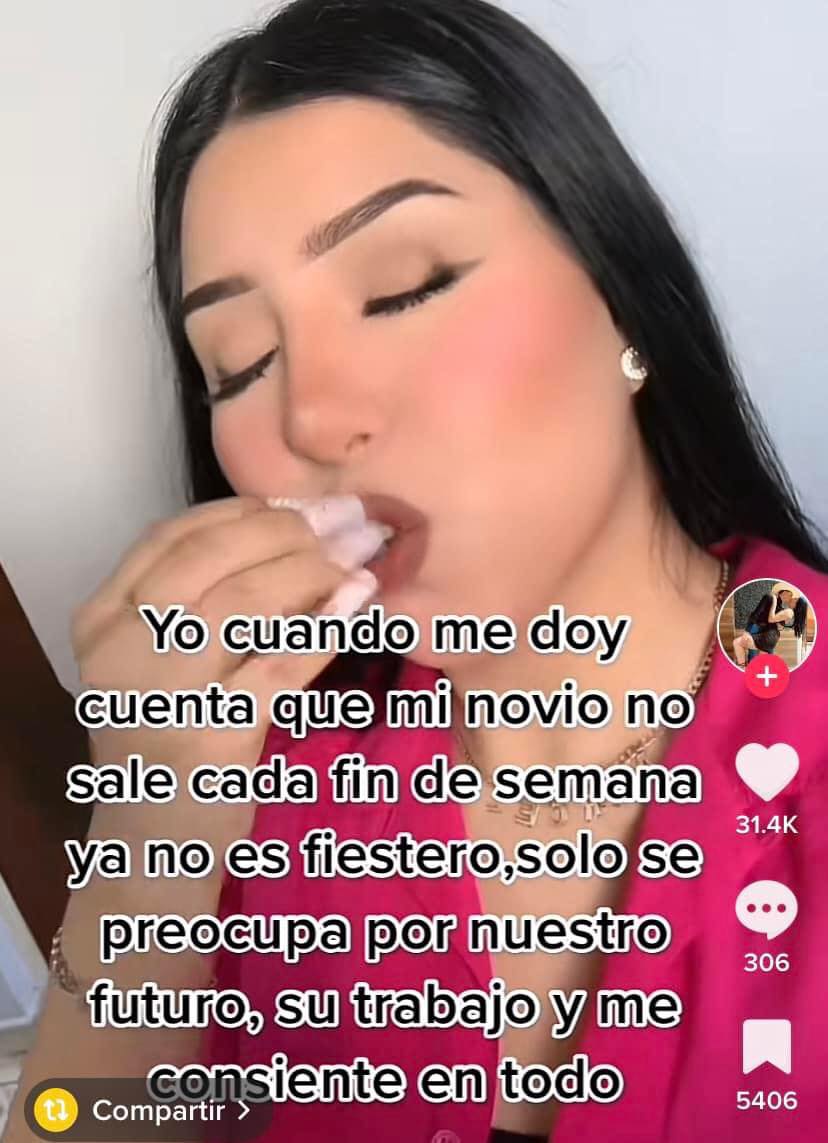 Yo cuando me doy
cuenta que mi novio no
sale cada fin de semana
ya no es fiestero,solo se
preocupa por nuestro
futuro, su trabajo y me
consiente en todo
31.4K
306
5406
Compartir >